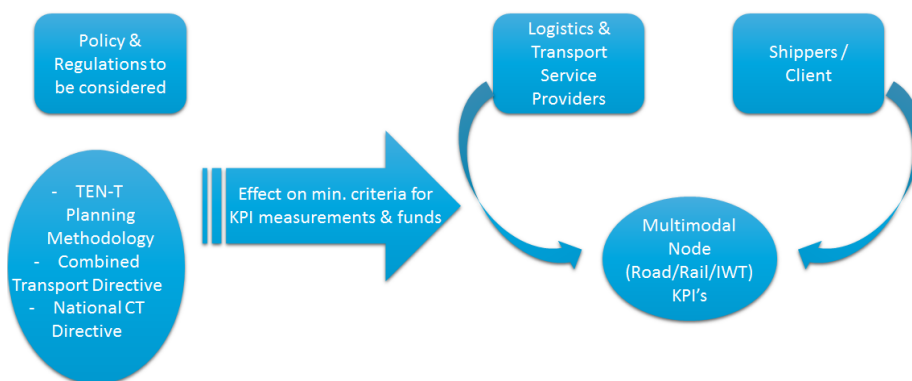 Policy &
Regulations to
be considered
Logistics &
Transport
Service
Providers
Shippers /
Client
- TEN-T
Planning
Methodology
- Combined
Transport Directive
- National CT
Directive
Effect on min. criteria for
KPI measurements & funds
Multimodal
Node
(Road/Rail/IWT)
KPI's